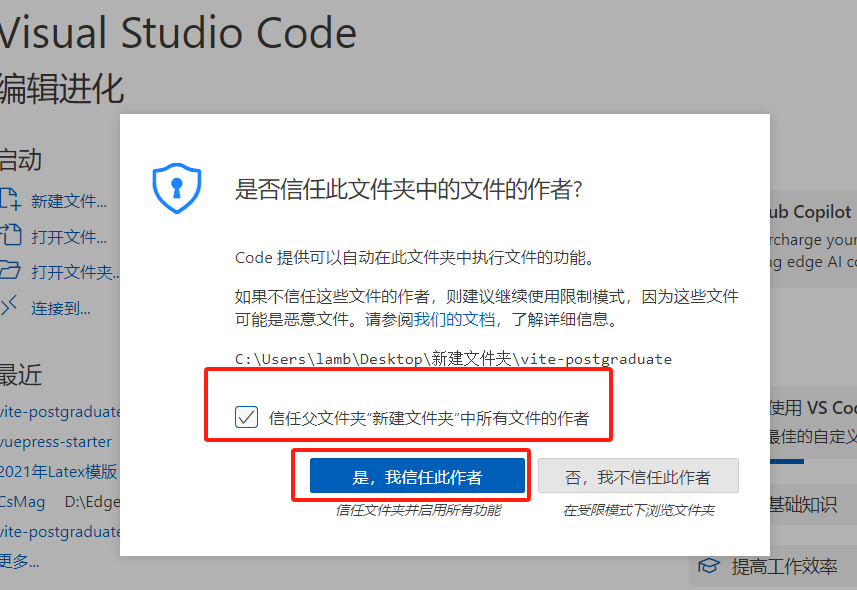 Visual Studio Code
编辑进化
启动
新建文件...
打开文件...
打开文件夹...
连接到...
最近
vite-postgraduate
vuepress-starter
2021年Latex模版
CsMag D:\Edge
vite-postgraduate
更多...
是否信任此文件夹中的文件的作者?
Code 提供可以自动在此文件夹中执行文件的功能。
如果不信任这些文件的作者，则建议继续使用限制模式，因为这些文件
可能是恶意文件。请参阅我们的文档，了解详细信息。
C:\Users\lamb\Desktop\新建文件夹\vite-postgraduate
信任父文件夹“新建文件夹”中所有文件的作者
是，我信任此作者
信任文件夹并启用所有功能
否，我不信任此作者
在受限模式下浏览文件夹
ub Copilot
rcharge your
g edge AI co
使用 VS Cod
最佳的自定义
基础知识
提高工作效率